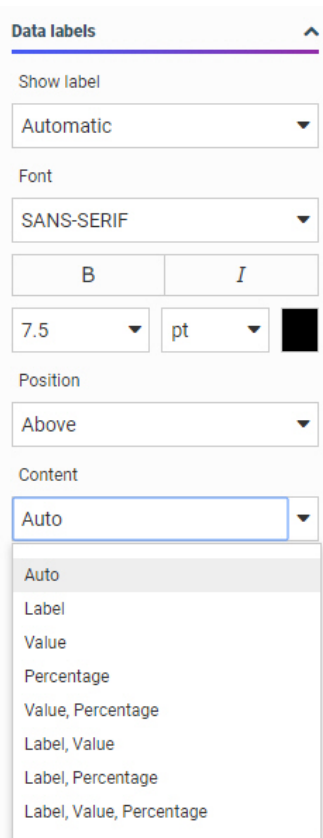 Data labels
Show label
Automatic
Font
SANS-SERIF
B I
7.5 pt
Position
Above
Content
Auto
Auto
Label
Value
Percentage
Value, Percentage
Label, Value
Label, Percentage
Label, Value, Percentage